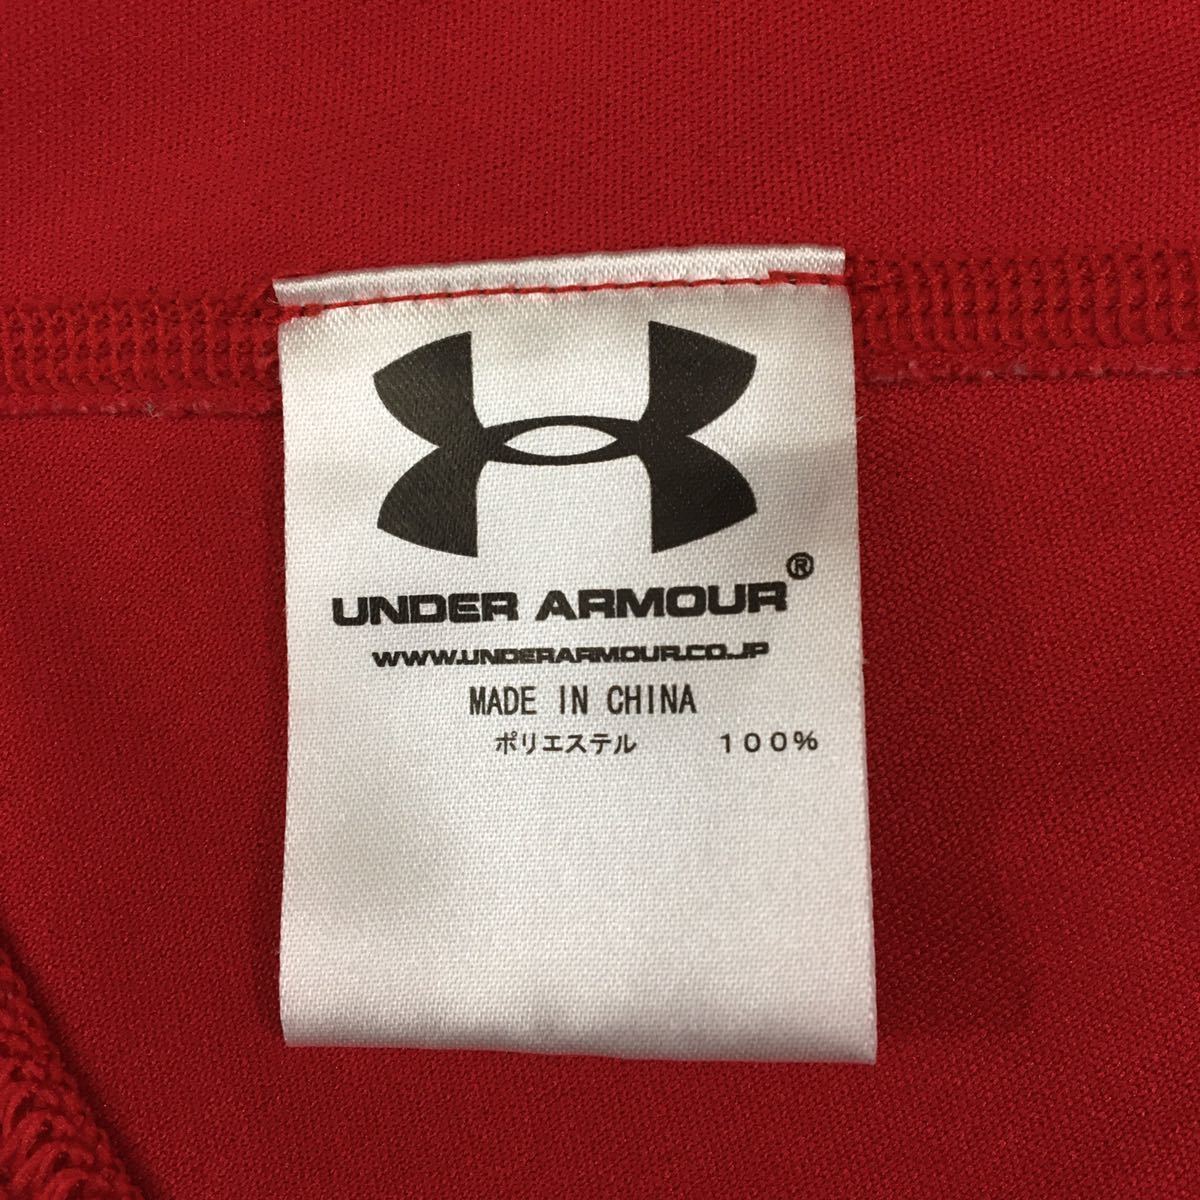 UNDER ARMOUR®
WWW.UNDERARMOUR.CO.JP
MADE IN CHINA
ポリエステル 100%